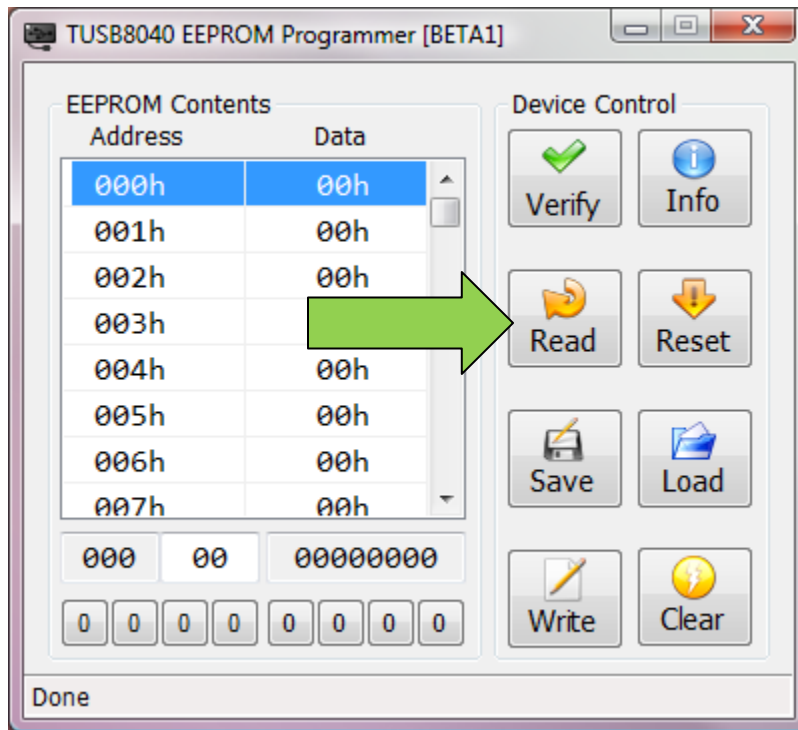 TUSB8040 EEPROM Programmer [BETA1]
EEPROM Contents
Address Data
000h 00h
001h 00h
002h 00h
003h
004h 00h
005h 00h
006h 00h
007h 00h
000 00 00000000
0 0 0 0 0 0 0 0
Device Control
Verify Info
Read Reset
Save Load
Write Clear
Done